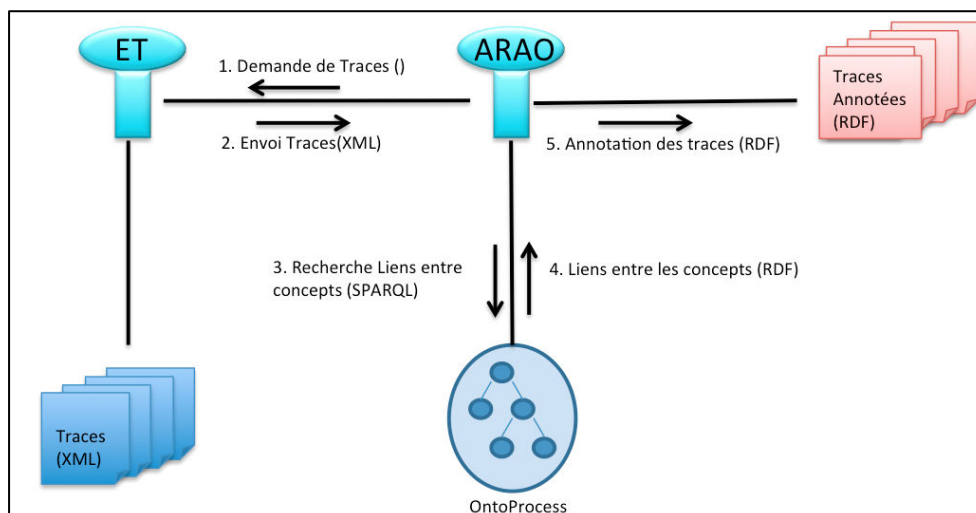 ET
ARAO
1. Demande de Traces ()
2. Envoi Traces(XML)
5. Annotation des traces (RDF)
Traces
Annotées
(RDF)
3. Recherche Liens entre
concepts (SPARQL)
4. Liens entre les concepts (RDF)
Traces
(XML)
OntoProcess